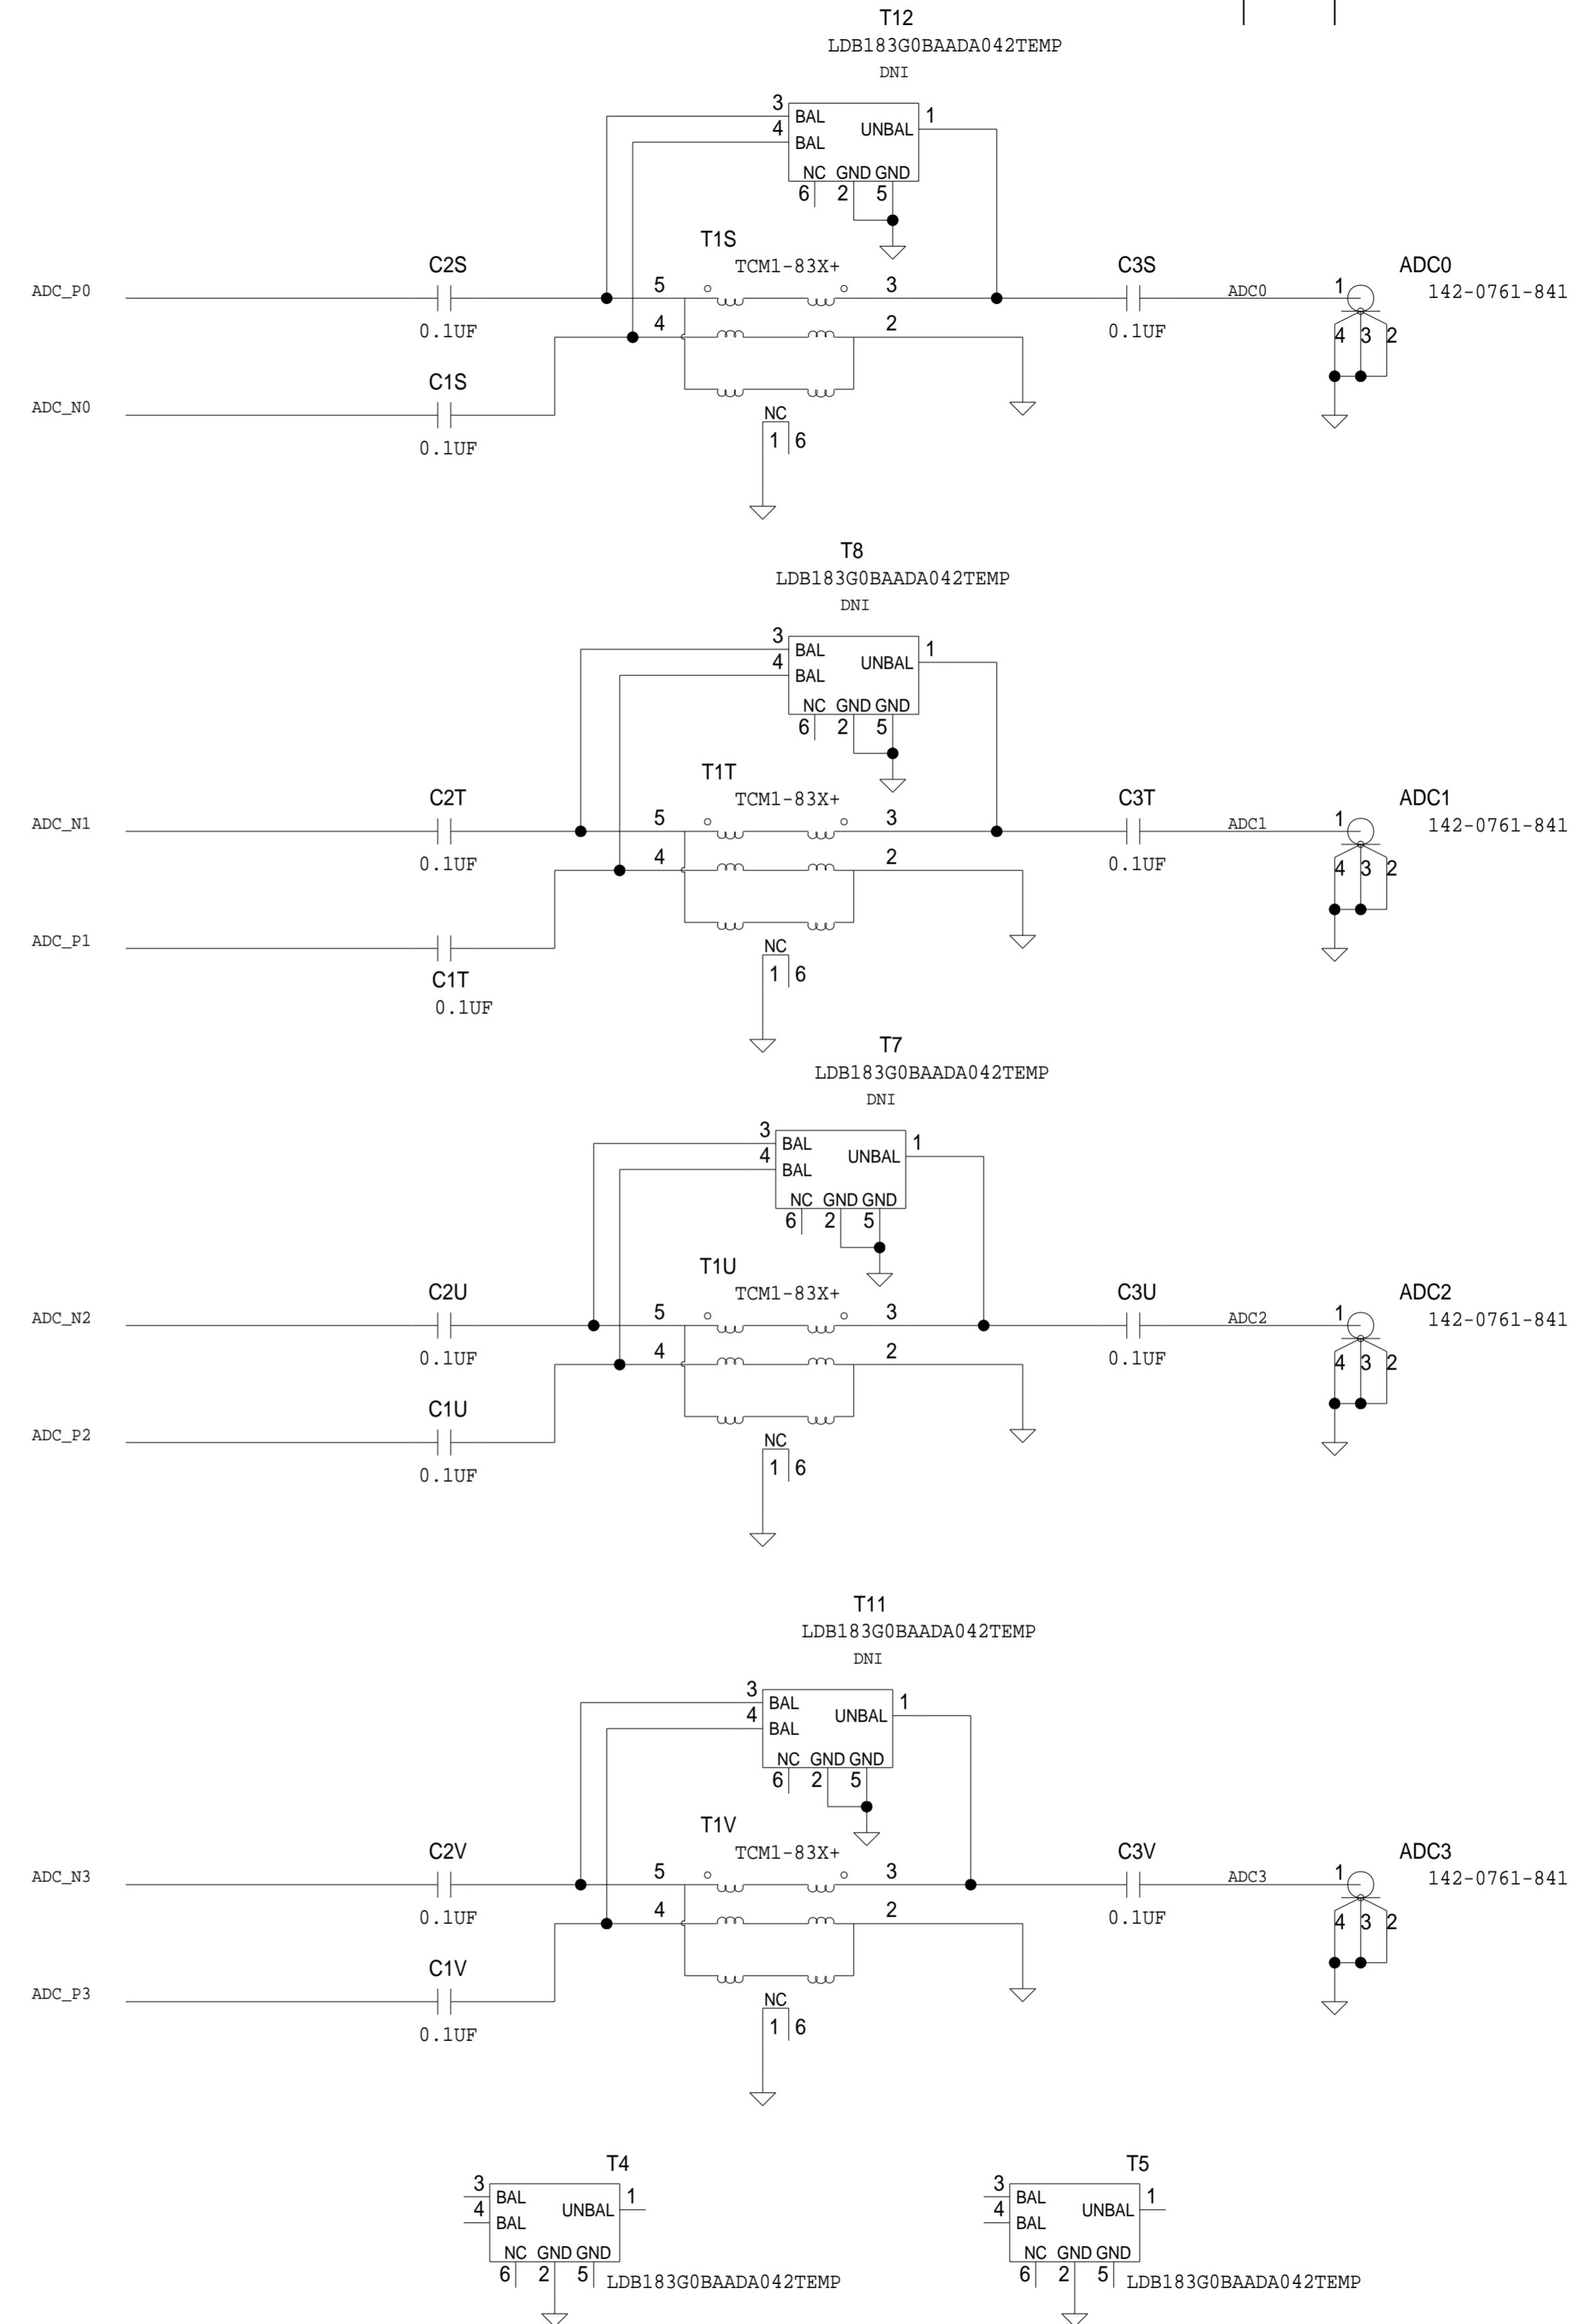 T12
LDB183G0BAADA042TEMP
DNI
3
BAL
4
BAL
UNBAL
1
NC GND GND
6 2 5
T1S
TCM1-83X+
C2S
C3S
ADC0
ADC_P0
5
3
ADC0
1
142-0761-841
0.1UF
4
2
0.1UF
4 3 2
C1S
ADC_N0
NC
0.1UF
1 6
T8
LDB183G0BAADA042TEMP
DNI
3
BAL
4
BAL
UNBAL
1
NC GND GND
6 2 5
T1T
TCM1-83X+
C2T
C3T
ADC1
ADC_N1
5
3
ADC1
1
142-0761-841
0.1UF
4
2
0.1UF
4 3 2
ADC_P1
NC
1 6
C1T
0.1UF
T7
LDB183G0BAADA042TEMP
DNI
3
BAL
4
BAL
UNBAL
1
NC GND GND
6 2 5
T1U
TCM1-83X+
C2U
C3U
ADC2
ADC_N2
5
3
ADC2
1
142-0761-841
0.1UF
4
2
0.1UF
4 3 2
C1U
ADC_P2
NC
0.1UF
1 6
T11
LDB183G0BAADA042TEMP
DNI
3
BAL
4
BAL
UNBAL
1
NC GND GND
6 2 5
T1V
TCM1-83X+
C2V
C3V
ADC3
ADC_N3
5
3
ADC3
1
142-0761-841
0.1UF
4
2
0.1UF
4 3 2
C1V
ADC_P3
NC
0.1UF
1 6
T4
3
BAL
4
BAL
UNBAL
1
NC GND GND
6 2 5
LDB183G0BAADA042TEMP
T5
3
BAL
4
BAL
UNBAL
1
NC GND GND
6 2 5
LDB183G0BAADA042TEMP